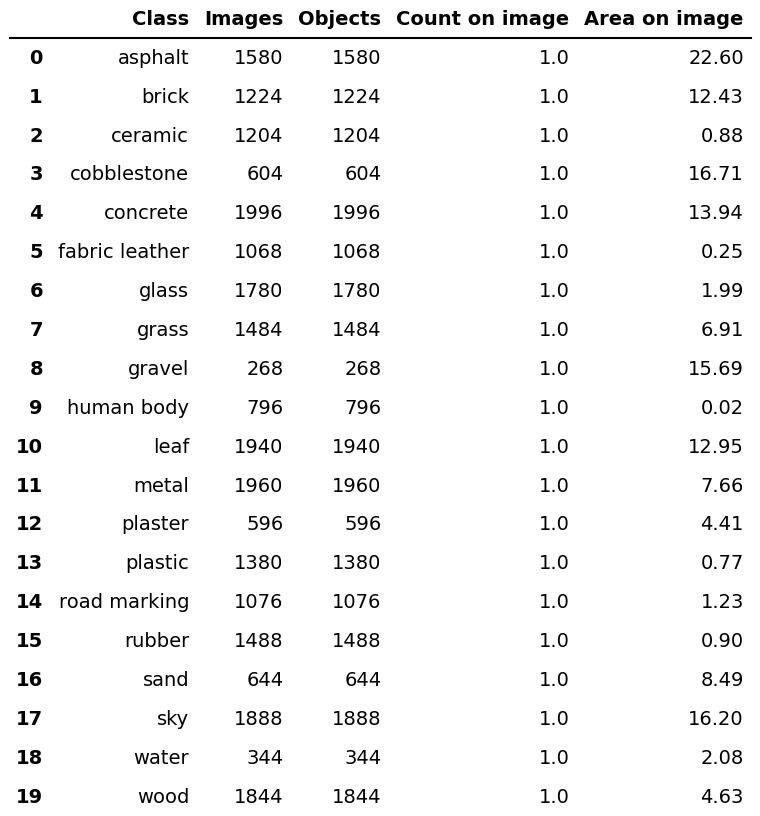 Class Images Objects Count on image Area on image
0 asphalt 1580 1580 1.0 22.60
1 brick 1224 1224 1.0 12.43
2 ceramic 1204 1204 1.0 0.88
3 cobblestone 604 604 1.0 16.71
4 concrete 1996 1996 1.0 13.94
5 fabric leather 1068 1068 1.0 0.25
6 glass 1780 1780 1.0 1.99
7 grass 1484 1484 1.0 6.91
8 gravel 268 268 1.0 15.69
9 human body 796 796 1.0 0.02
10 leaf 1940 1940 1.0 12.95
11 metal 1960 1960 1.0 7.66
12 plaster 596 596 1.0 4.41
13 plastic 1380 1380 1.0 0.77
14 road marking 1076 1076 1.0 1.23
15 rubber 1488 1488 1.0 0.90
16 sand 644 644 1.0 8.49
17 sky 1888 1888 1.0 16.20
18 water 344 344 1.0 2.08
19 wood 1844 1844 1.0 4.63